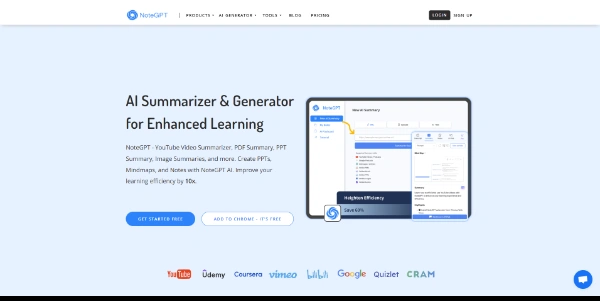 NoteGPT
PRODUCTS AI GENERATOR TOOLS BLOG PRICING
LOGIN SIGN UP
AI Summarizer & Generator
for Enhanced Learning
NoteGPT - YouTube Video Summarizer, PDF Summary, PPT
Summary, Image Summaries, and more. Create PPTs,
Mindmaps, and Notes with NoteGPT AI. Improve your
learning efficiency by 10x.
GET STARTED FREE
ADD TO CHROME - IT'S FREE
NoteGPT
Heighten Efficiency
YouTube Udemy Coursera vimeo bilibili Google Quizlet CRAM